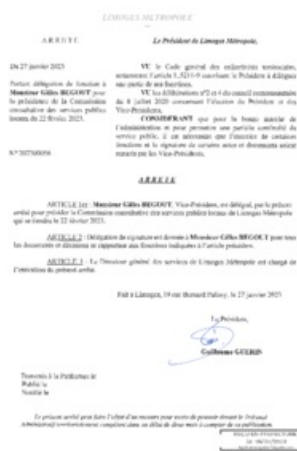 LIMOGES METROPOLE
ARRETE
Du 27 janvier 2023
Portant délégation de fonction à
Monsieur Gilles BEGOUT pour
la présidence de la Commission
consultative des services publics
locaux du 22 février 2023.
N°
Le Président de Limoges Métropole,
VU le Code général des collectivités territoriales,
notamment l'article L.5211-9 autorisant le Président à déléguer
une partie de ses fonctions,
VU les délibérations n°2 et 4 du conseil communautaire
du 8 juillet 2020 concernant l'élection du Président et des
Vice-Présidents,
CONSIDERANT que pour la bonne marche de
l'administration et pour permettre une parfaite continuité du
service public, il est nécessaire que l'exercice de certaines
fonctions et la signature de certains actes et documents soient
assurés par les Vice-Présidents,
ARRETE
ARTICLE 1er : Monsieur Gilles BEGOUT, Vice-Président, est délégué, par le présent
arrêté pour présider la Commission consultative des services publics locaux de Limoges Métropole
qui se tiendra le 22 février 2023.
ARTICLE 2 : Délégation de signature est donnée à Monsieur Gilles BEGOUT pour tous
les documents et décisions se rapportant aux fonctions indiquées à l'article précédent.
ARTICLE 3 : Le Directeur général des services de Limoges Métropole est chargé de
l'exécution du présent arrêté.
Fait à Limoges, 19 rue Bernard Palissy, le 27 janvier 2023
Le Président,
Guillaume GUERIN
Transmis à la Préfecture le
Publié le
Notifié le
Le présent arrêté peut faire l'objet d'un recours pour excès de pouvoir devant le Tribunal
Administratif territorialement compétent dans un délai de deux mois à compter de sa publication.